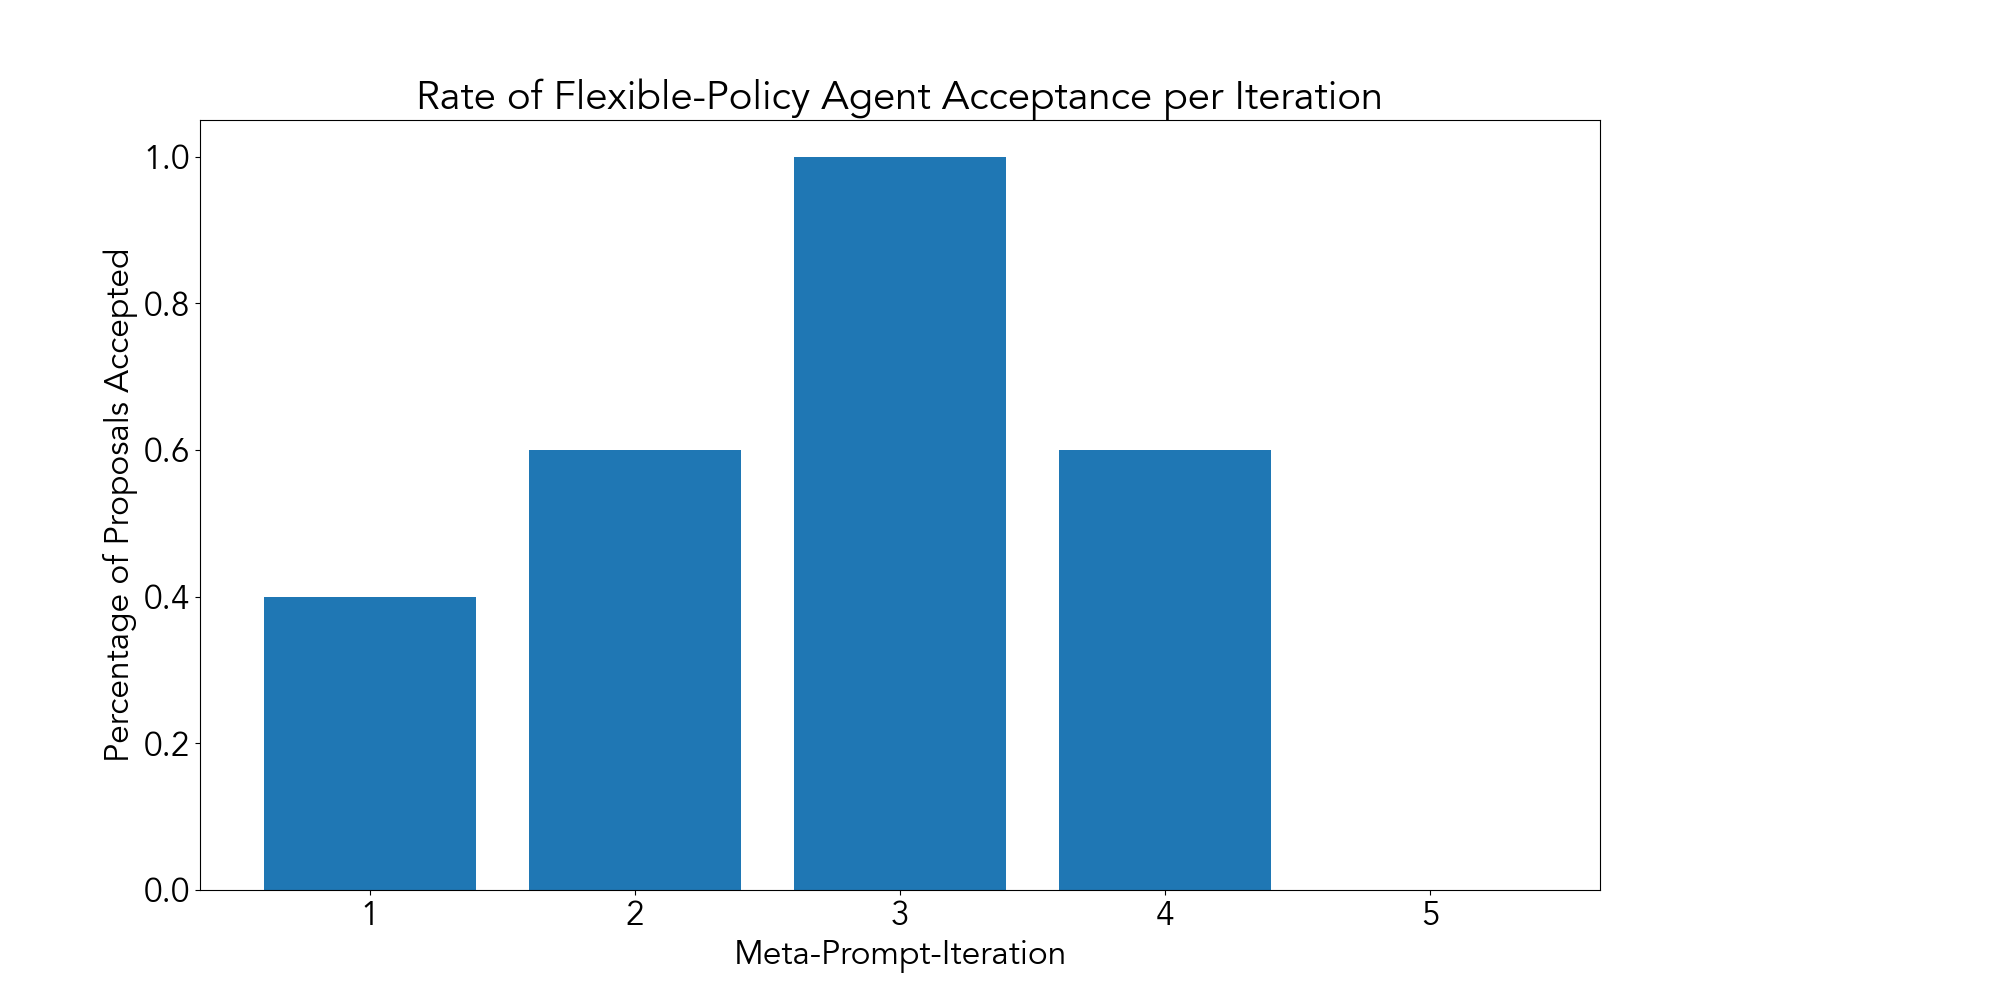 Rate of Flexible-Policy Agent Acceptance per Iteration
Percentage of Proposals Accepted
1.0
0.8
0.6
0.4
0.2
0.0
1 2 3 4 5
Meta-Prompt-Iteration